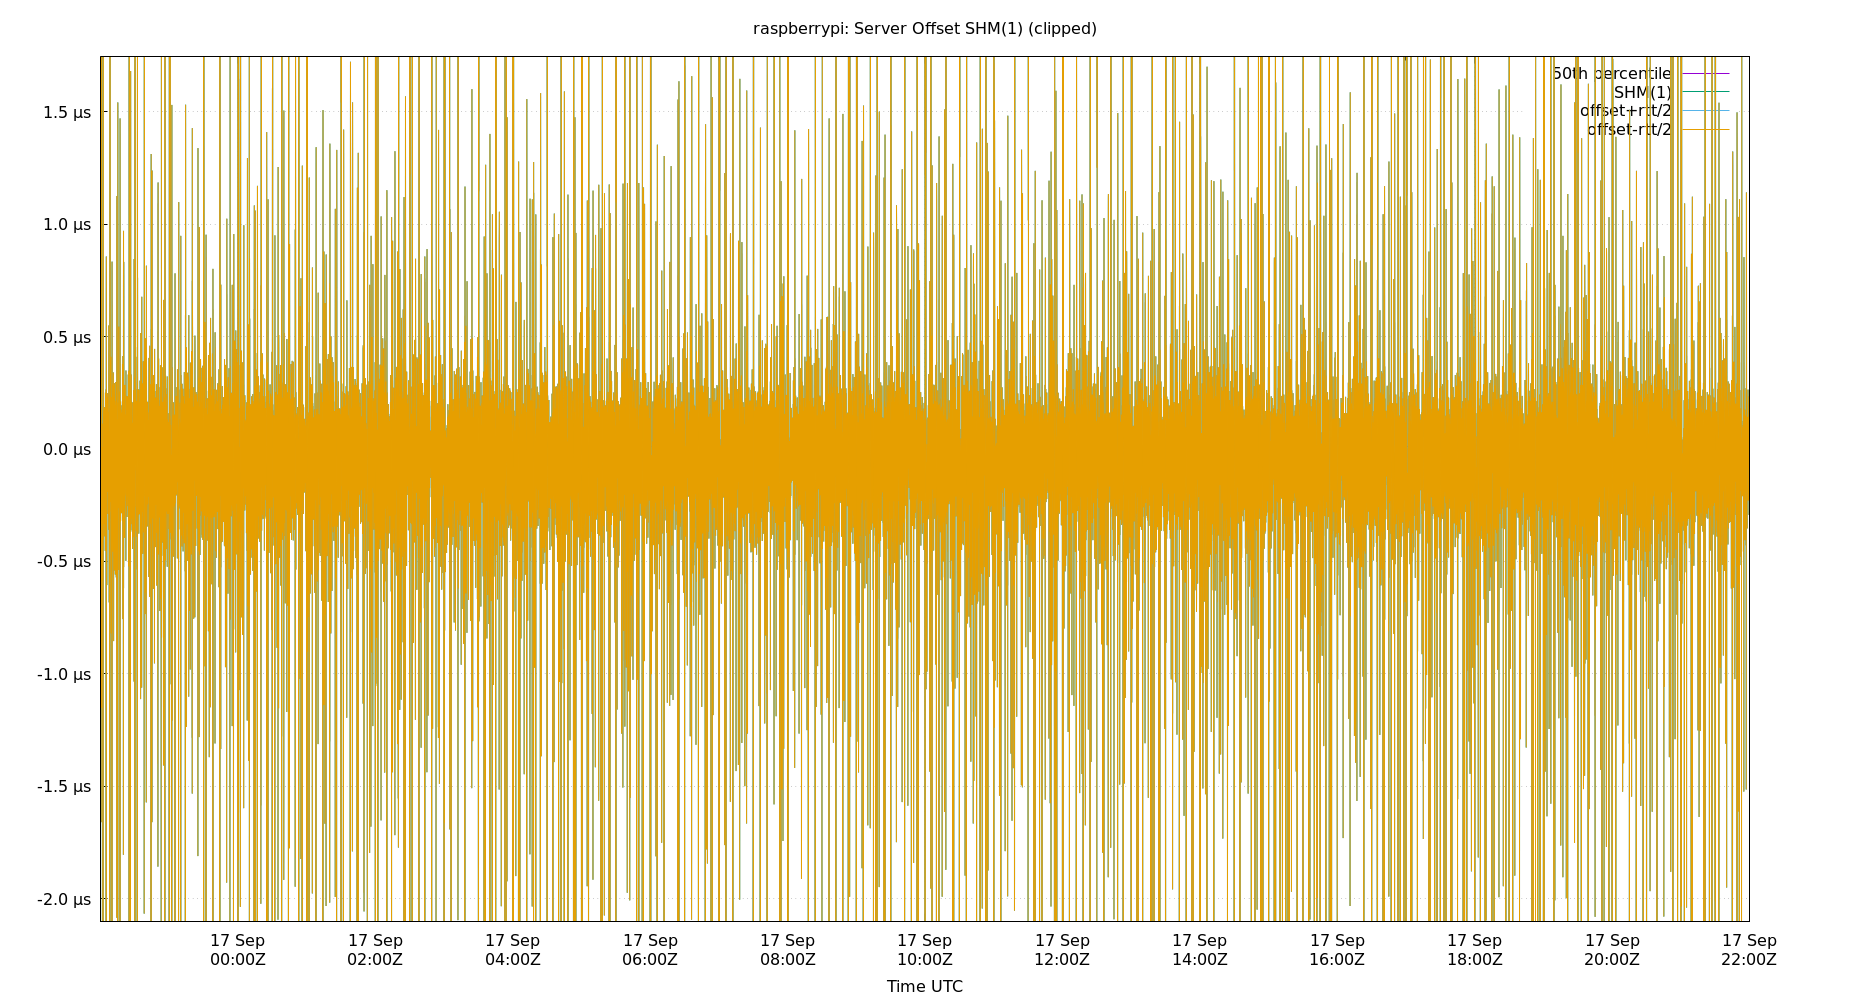 raspberrypi: Server Offset SHM(1) (clipped)
50th percentile
SHM(1)
offset+rtt/2
offset-rtt/2
1.5 µs
1.0 µs
0.5 µs
0.0 µs
-0.5 µs
-1.0 µs
-1.5 µs
-2.0 µs
17 Sep 17 Sep 17 Sep 17 Sep 17 Sep 17 Sep 17 Sep 17 Sep 17 Sep 17 Sep 17 Sep 17 Sep
00:00Z 02:00Z 04:00Z 06:00Z 08:00Z 10:00Z 12:00Z 14:00Z 16:00Z 18:00Z 20:00Z 22:00Z
Time UTC